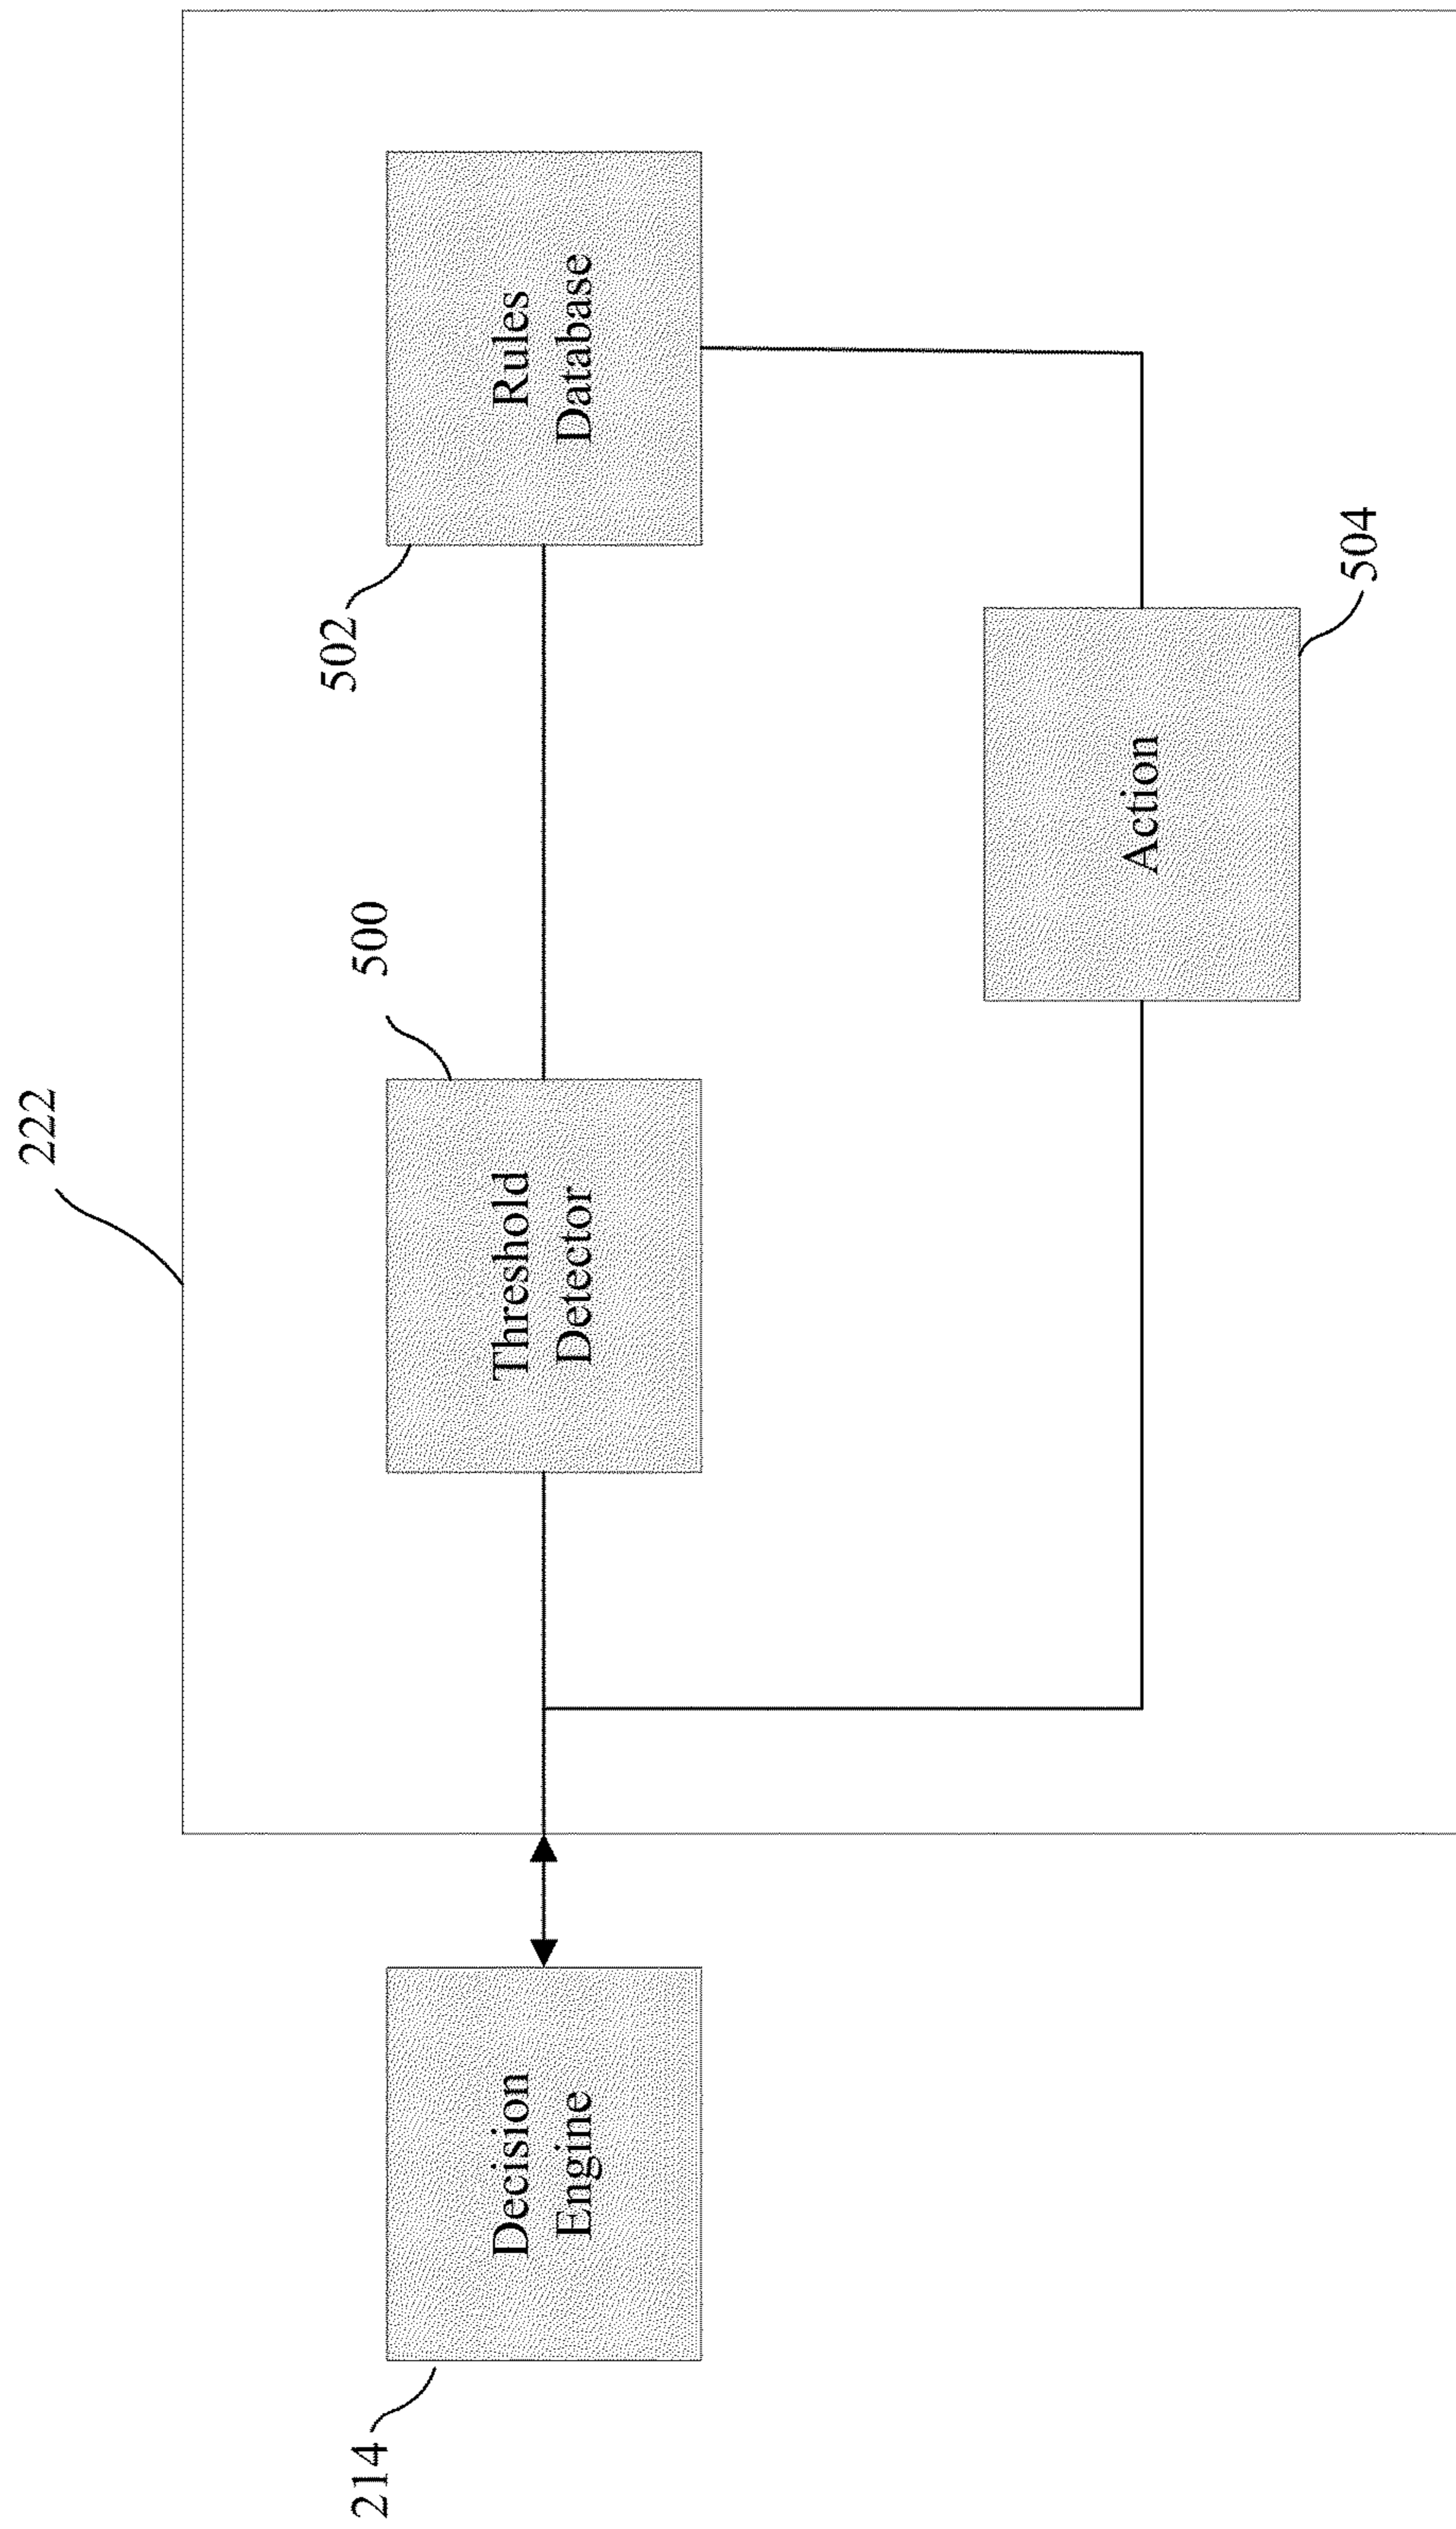 222
502
500
214
Rules
Database
Threshold
Detector
Decision
Engine
Action
504